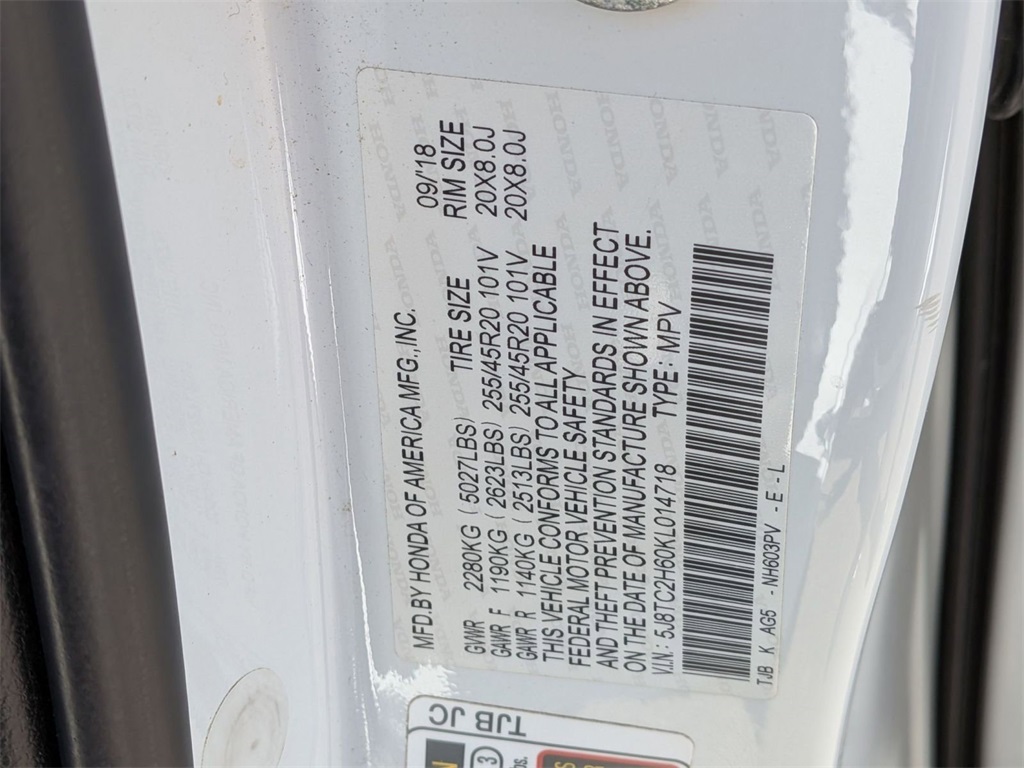 MFD.BY HONDA OF AMERICA MFG.,INC. 09/'18
TIRE SIZE RIM SIZE
GVWR 2280KG ( 5027LBS)
GAWR F 1190KG ( 2623LBS) 255/45R20 101V 20X8.0J
GAWR R 1140KG ( 2513LBS) 255/45R20 101V 20X8.0J
THIS VEHICLE CONFORMS TO ALL APPLICABLE
FEDERAL MOTOR VEHICLE SAFETY
AND THEFT PREVENTION STANDARDS IN EFFECT
ON THE DATE OF MANUFACTURE SHOWN ABOVE.
V.I.N.: 5J8TC2H60KL014718 TYPE: MPV
TJB K AG5 -NH603PV - E - L
TJB JC